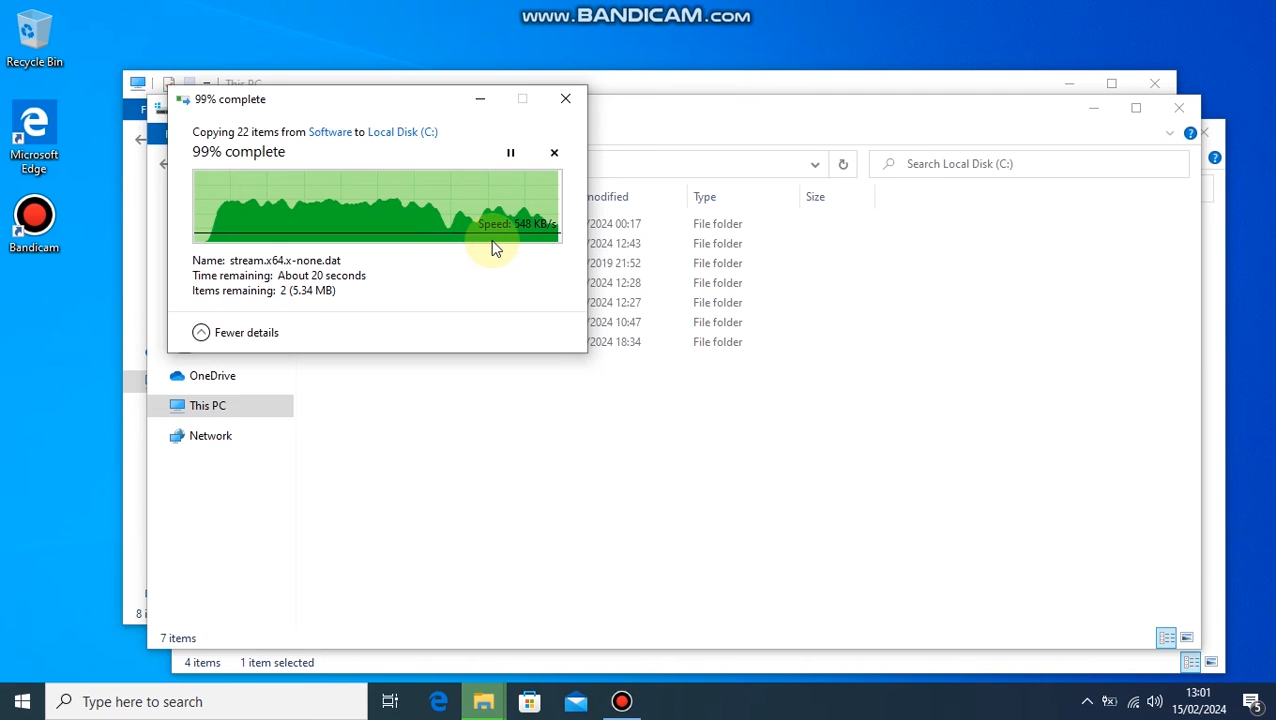 www.BANDICAM.com
Recycle Bin
Microsoft
Edge
Bandicam
This PC
99% complete
Copying 22 items from Software to Local Disk (C:)
99% complete
Speed: 548 KB/s
Name: stream.x64.x-none.dat
Time remaining: About 20 seconds
Items remaining: 2 (5.34 MB)
Fewer details
Search Local Disk (C:)
modified
Type
Size
/2024 00:17
File folder
/2024 12:43
File folder
/2019 21:52
File folder
/2024 12:28
File folder
/2024 12:27
File folder
/2024 10:47
File folder
/2024 18:34
File folder
OneDrive
This PC
Network
8 i
7 items
4 items
1 item selected
Type here to search
13:01
15/02/2024
5